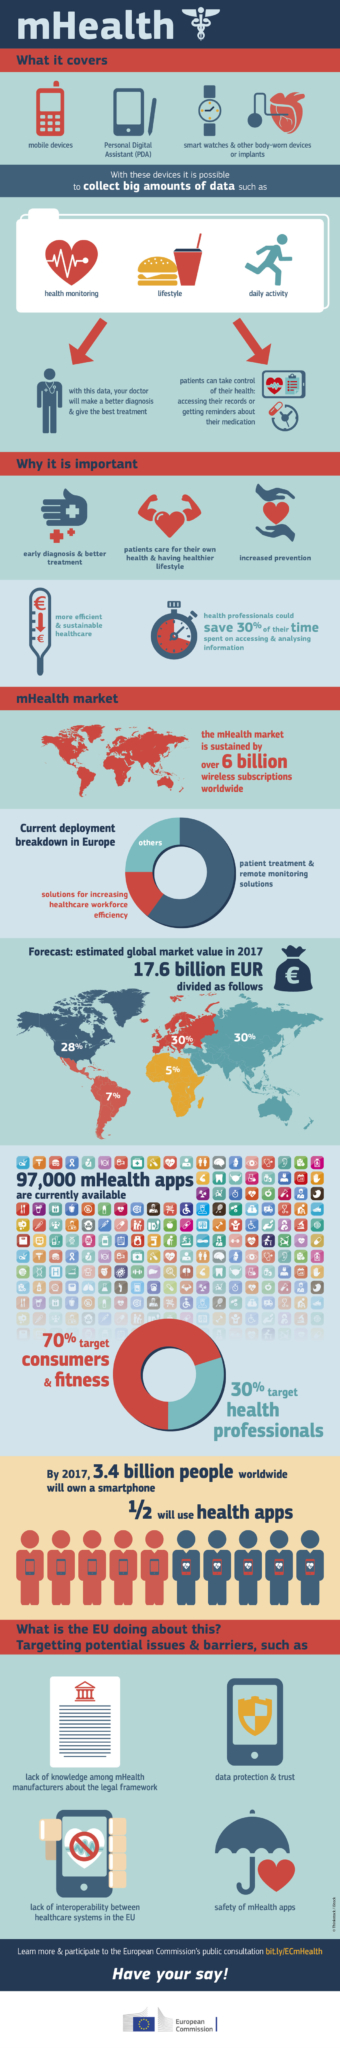 mHealth
What it covers
mobile devices
Personal Digital
Assistant (PDA)
smart watches & other body-worn devices
or implants
With these devices it is possible
to collect big amounts of data such as
health monitoring
lifestyle
daily activity
with this data, your doctor
will make a better diagnosis
& give the best treatment
patients can take control
of their health:
accessing their records or
getting reminders about
their medication
Why it is important
early diagnosis & better
treatment
patients care for their own
health & having healthier
lifestyle
increased prevention
€
€
more efficient
& sustainable
healthcare
health professionals could
save 30% of their time
spent on accessing & analysing
information
mHealth market
the mHealth market
is sustained by
over 6 billion
wireless subscriptions
worldwide
Current deployment
breakdown in Europe
others
patient treatment &
remote monitoring
solutions
solutions for increasing
healthcare workforce
efficiency
Forecast: estimated global market value in 2017
17.6 billion EUR
divided as follows
€
28%
30%
30%
5%
7%
97,000 mHealth apps
are currently available
70% target
consumers
& fitness
30% target
health
professionals
By 2017, 3.4 billion people worldwide
will own a smartphone
1/2 will use health apps
What is the EU doing about this?
Targetting potential issues & barriers, such as
lack of knowledge among mHealth
manufacturers about the legal framework
data protection & trust
lack of interoperability between
healthcare systems in the EU
safety of mHealth apps
Learn more & participate to the European Commission's public consultation bit.ly/ECmHealth
Have your say!
European
Commission